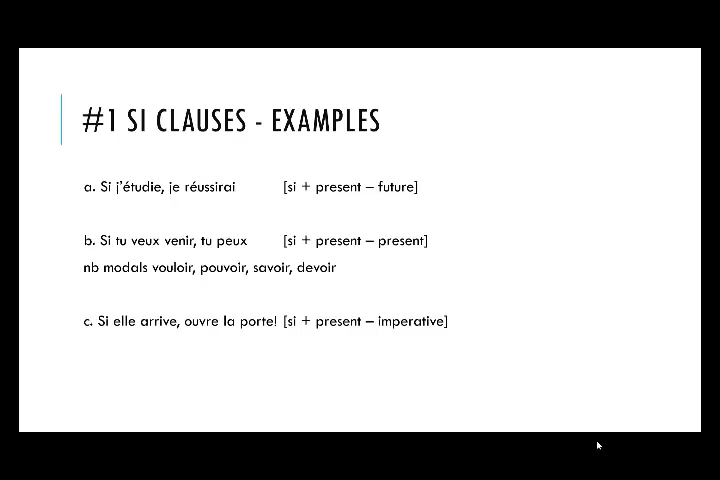 #1 SI CLAUSES - EXAMPLES
a. Si j'étudie, je réussirai [si + present – future]
b. Si tu veux venir, tu peux [si + present – present]
nb modals vouloir, pouvoir, savoir, devoir
c. Si elle arrive, ouvre la porte! [si + present – imperative]